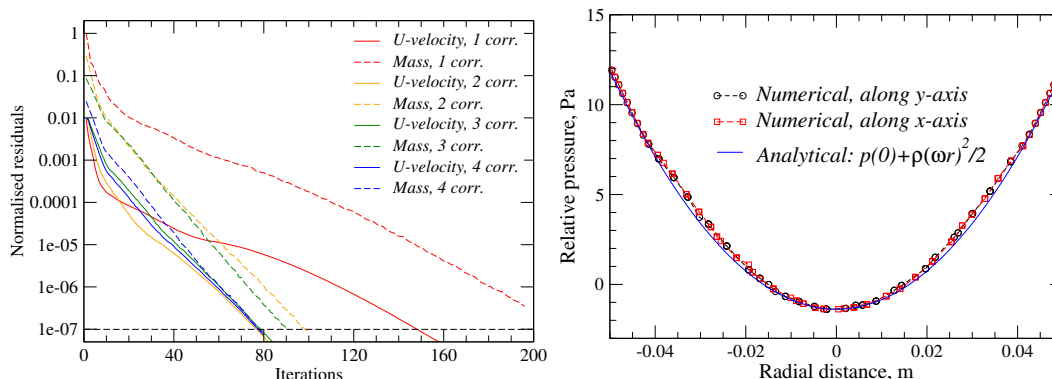 Normalised residuals
1
0.1
0.01
0.001
0.0001
1e-05
1e-06
1e-07
0
40
80
120
160
200
Iterations
U-velocity, 1 corr.
Mass, 1 corr.
U-velocity, 2 corr.
Mass, 2 corr.
U-velocity, 3 corr.
Mass, 3 corr.
U-velocity, 4 corr.
Mass, 4 corr.
Relative pressure, Pa
15
10
5
0
-0.04
-0.02
0
0.02
0.04
Radial distance, m
Numerical, along y-axis
Numerical, along x-axis
Analytical: p(0)+ρ(ωr)²/2